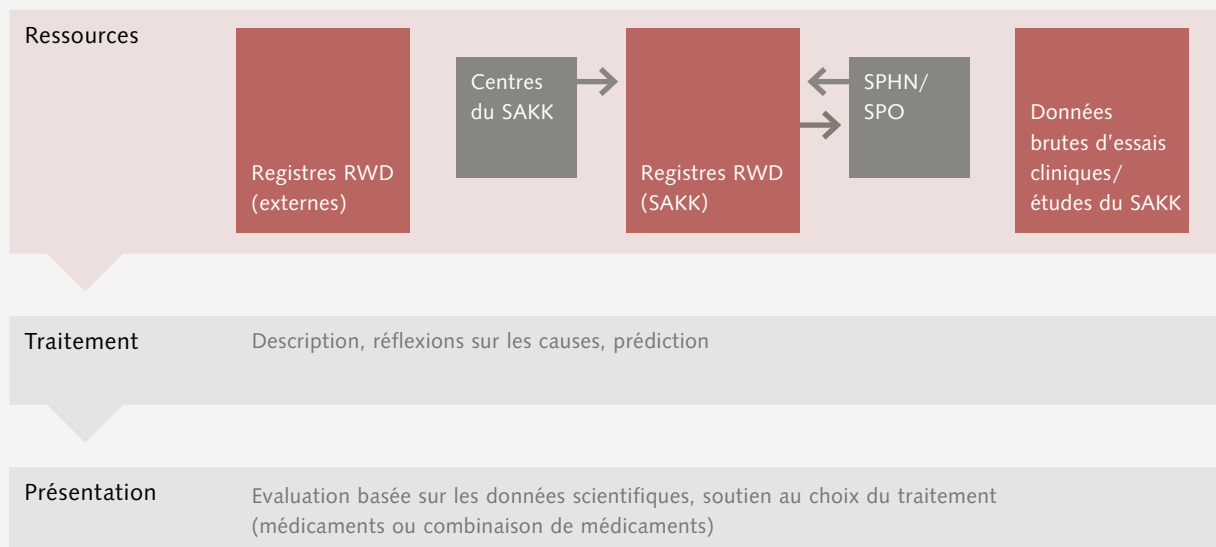 Ressources
Registres RWD
(externes)
Centres
du SAKK
Registres RWD
(SAKK)
SPHN/
SPO
Données
brutes d'essais
cliniques/
études du SAKK
Traitement
Description, réflexions sur les causes, prédiction
Présentation
Evaluation basée sur les données scientifiques, soutien au choix du traitement
(médicaments ou combinaison de médicaments)